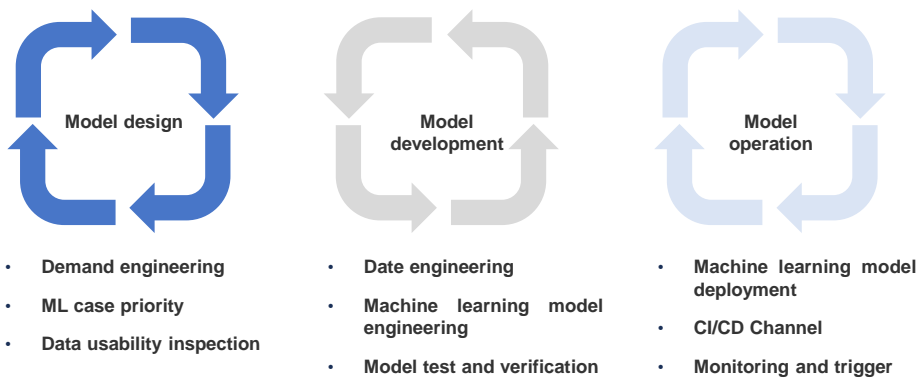 Model design
Model
development
Model
operation
• Demand engineering
• ML case priority
• Data usability inspection
• Date engineering
• Machine learning model
engineering
• Model test and verification
• Machine learning model
deployment
• CI/CD Channel
• Monitoring and trigger